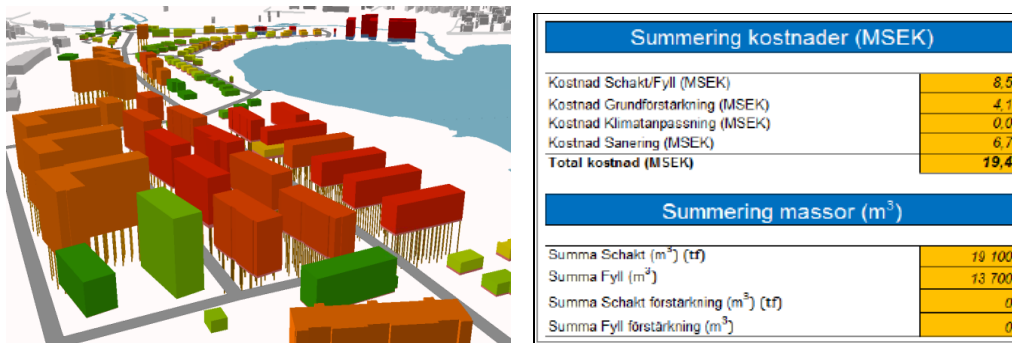 Summering kostnader (MSEK)
Kostnad Schakt/Fyll (MSEK) 8,5
Kostnad Grundförstärkning (MSEK) 4,1
Kostnad Klimatanpassning (MSEK) 0,0
Kostnad Sanering (MSEK) 6,7
Total kostnad (MSEK) 19,4
Summering massor (m³)
Summa Schakt (m³) (tf) 19 100
Summa Fyll (m³) 13 700
Summa Schakt förstärkning (m³) (tf) 0
Summa Fyll förstärkning (m³) 0